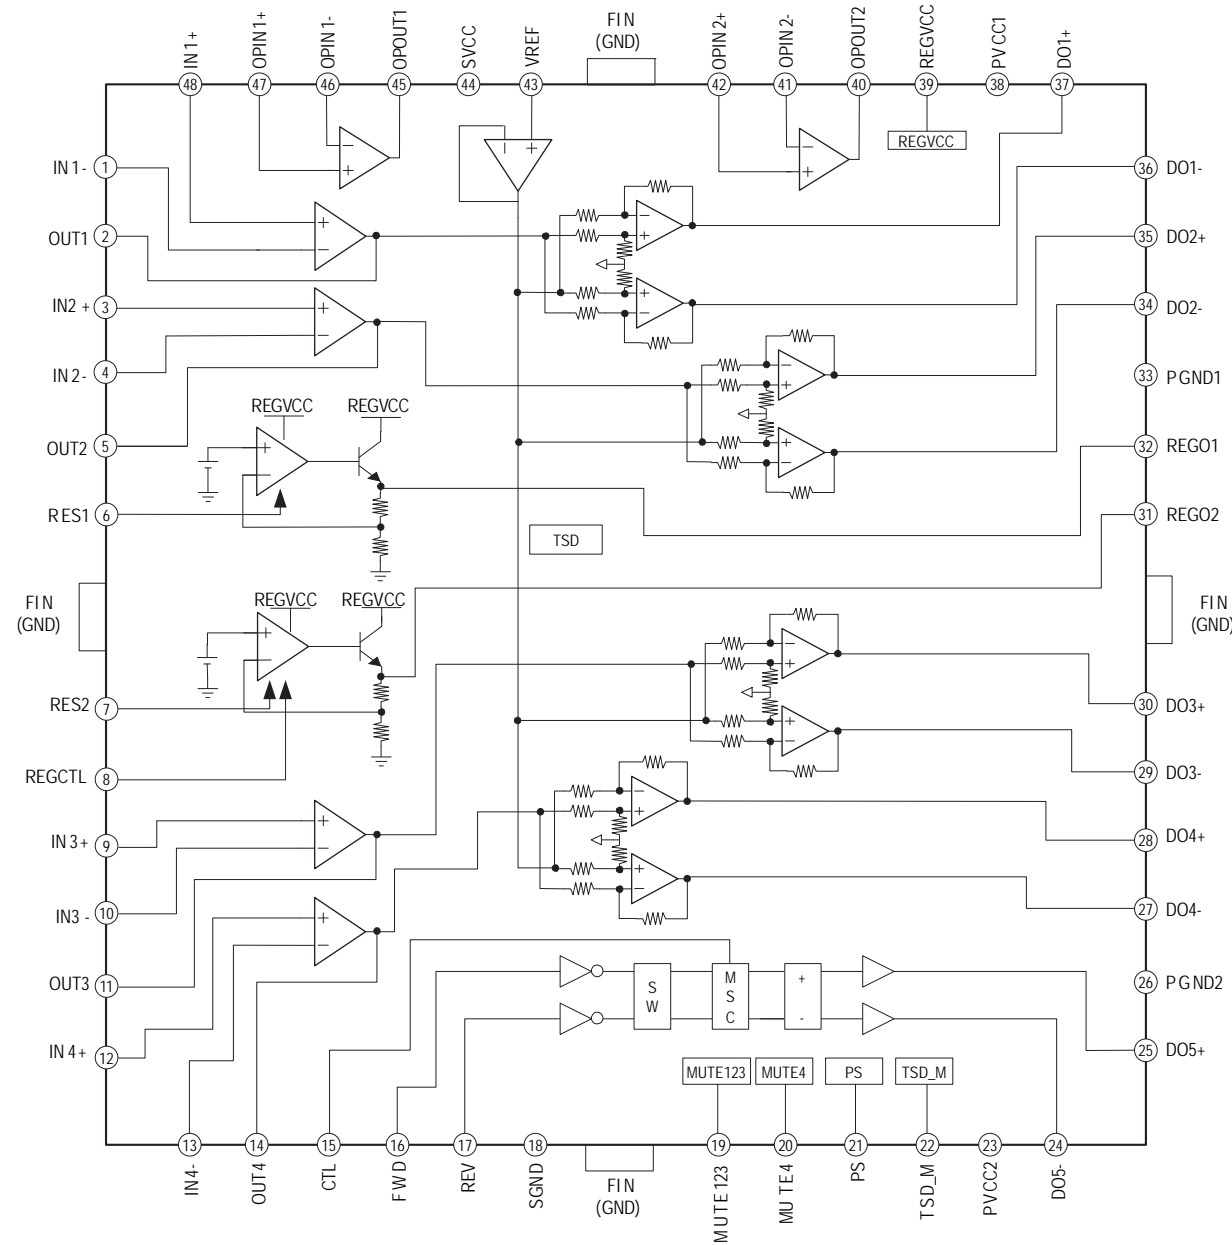 IN1+
OPIN1+
OPIN1-
OPOUT1
SVCC
VREF
FIN
(GND)
OPIN2+
OPIN2-
OPOUT2
REGVCC
PVCC1
DO1+
48
47
46
45
44
43
42
41
40
39
38
37
REGVCC
IN1-
1
OUT1
2
IN2 +
3
IN2-
4
OUT2
5
RES1
6
FIN
(GND)
RES2
7
REGCTL
8
IN3+
9
IN3 -
10
OUT3
11
IN4+
12
36
DO1-
35
DO2+
34
DO2-
33
PGND1
32
REGO1
31
REGO2
FIN
(GND)
30
DO3+
29
DO3-
28
DO4+
27
DO4-
26
PGND2
25
DO5+
− +
+
−
−
+
−
+
+
−
+
−
−
+
+
−
−
+
+
−
REGVCC
REGVCC
+
−
TSD
REGVCC
REGVCC
+
−
−
+
+
−
−
+
+
−
+
−
+
−
S
W
M
S
C
+
-
MUTE123
MUTE4
PS
TSD_M
13
14
15
16
17
18
19
20
21
22
23
24
IN4-
OUT4
CTL
FWD
REV
SGND
FIN
(GND)
MUTE123
MUTE4
PS
TSD_M
PVCC2
DO5-